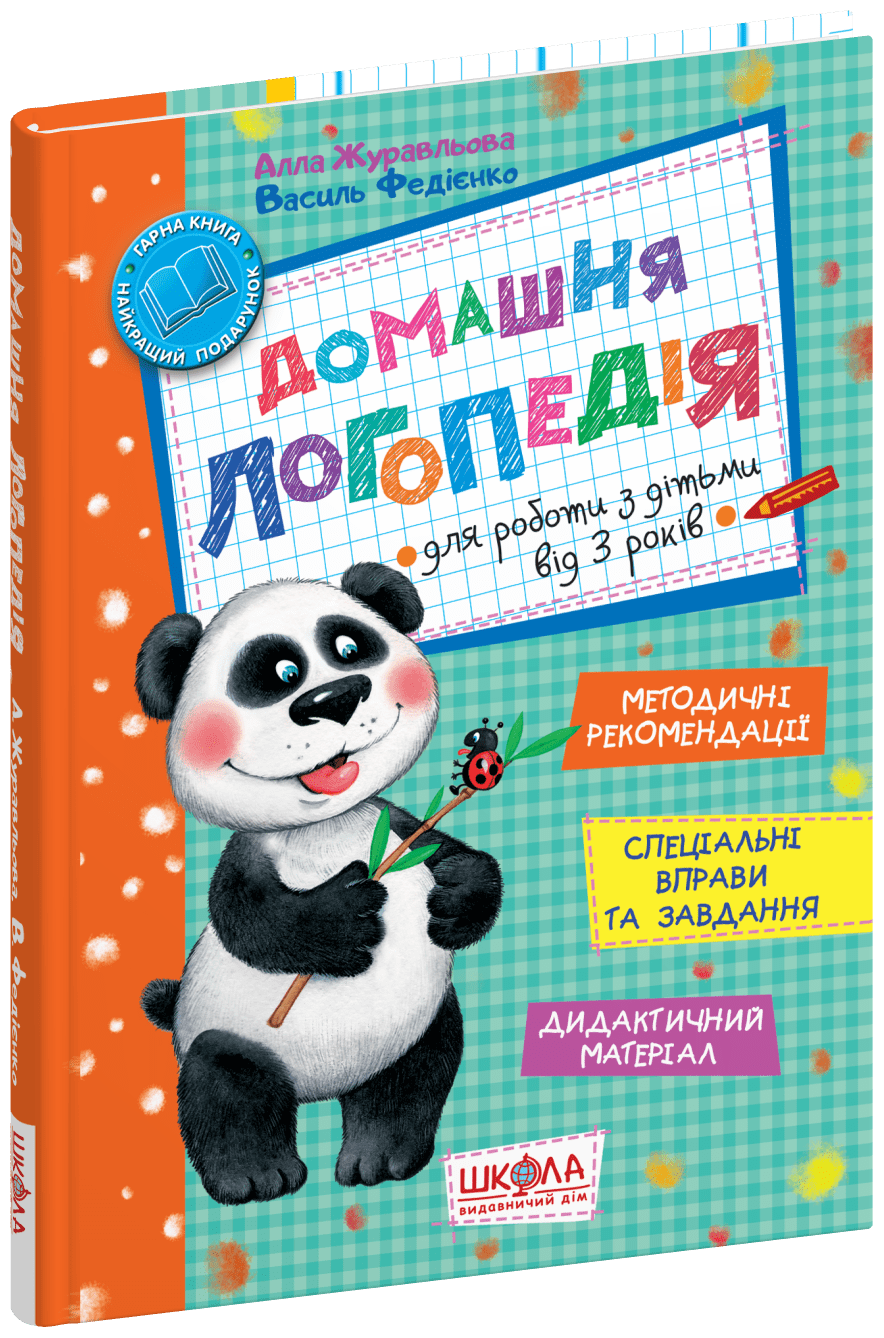 Алла Журавльова
Василь Федієнко
ГАРНА КНИГА
НАЙКРАЩИЙ ПОДАРУНОК
ДОМАШНЯ
ЛОГОПЕДІЯ
для роботи з дітьми
від 3 років
МЕТОДИЧНІ
РЕКОМЕНДАЦІЇ
СПЕЦІАЛЬНІ
ВПРАВИ
ТА ЗАВДАННЯ
ДИДАКТИЧНИЙ
МАТЕРІАЛ
ШКОЛА
ВИДАВНИЧИЙ ДІМ
ДОМАШНЯ ЛОГОПЕДІЯ А. Журавльова, В. Федієнко
ШКОЛА